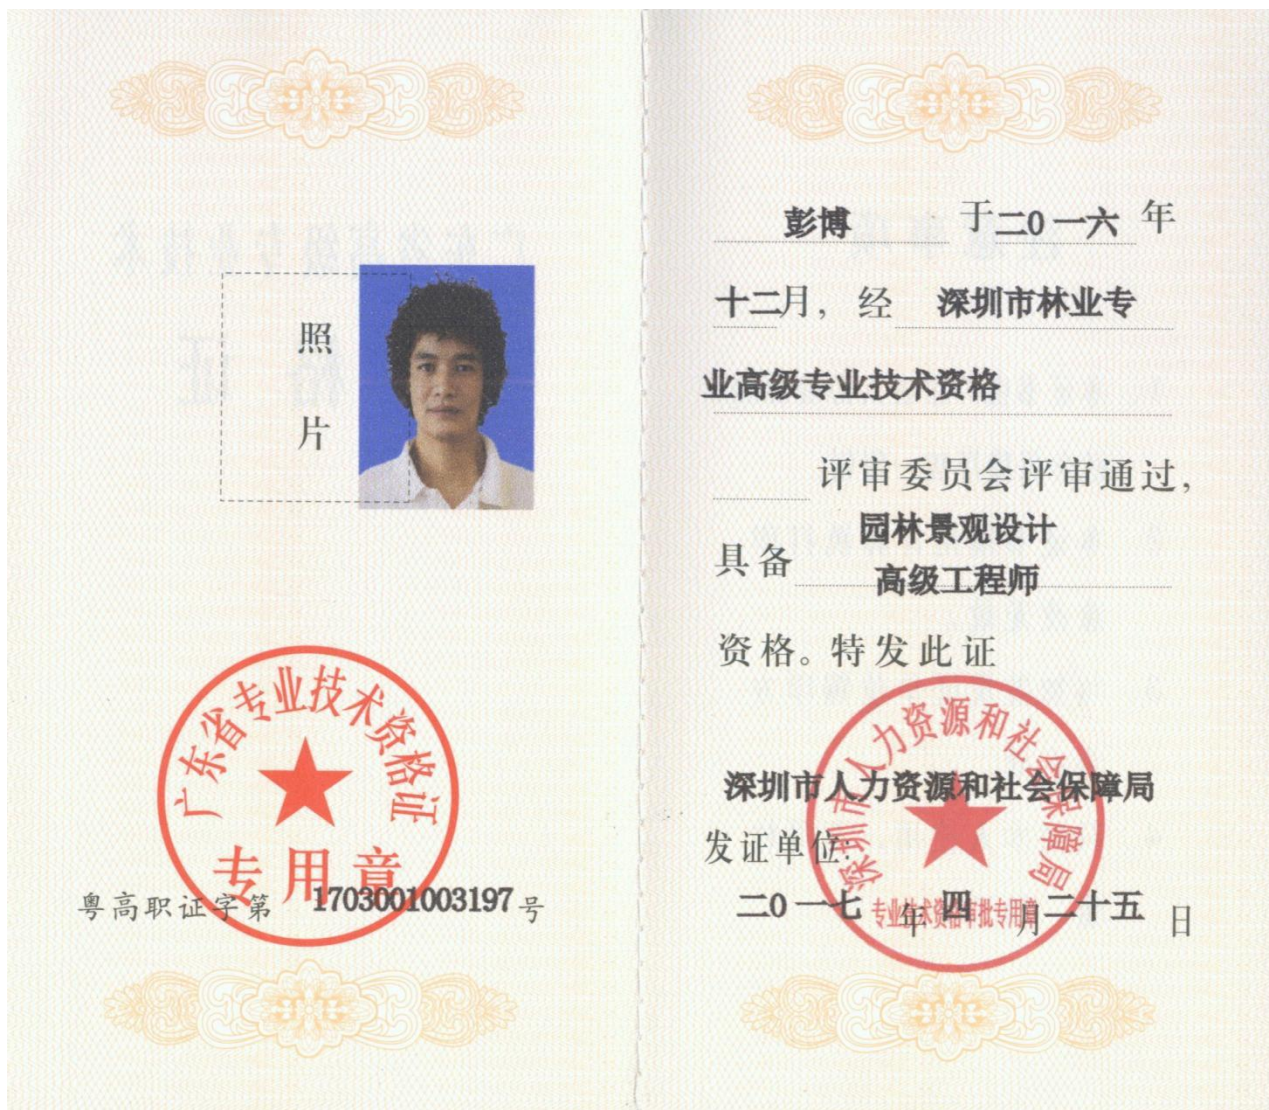 照
片
广东省专业技术资格证
专用章
粤高职证字第 1703001003197 号
彭博 于二0一六 年
十二月，经 深圳市林业专
业高级专业技术资格
评审委员会评审通过，
园林景观设计
具备
高级工程师
资格。特发此证
深圳市人力资源和社会保障局
深圳市人力资源和社会保障局
发证单位：
专业技术资格审批专用章
二0一七 年 四 月 二十五 日